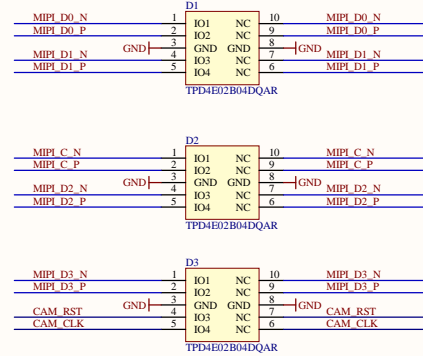 D1
MIPI_D0_N 1 IO1 NC 10 MIPI_D0_N
MIPI_D0_P 2 IO2 NC 9 MIPI_D0_P
GND 3 GND GND 8 GND
MIPI_D1_N 4 IO3 NC 7 MIPI_D1_N
MIPI_D1_P 5 IO4 NC 6 MIPI_D1_P
TPD4E02B04DQAR
D2
MIPI_C_N 1 IO1 NC 10 MIPI_C_N
MIPI_C_P 2 IO2 NC 9 MIPI_C_P
GND 3 GND GND 8 GND
MIPI_D2_N 4 IO3 NC 7 MIPI_D2_N
MIPI_D2_P 5 IO4 NC 6 MIPI_D2_P
TPD4E02B04DQAR
D3
MIPI_D3_N 1 IO1 NC 10 MIPI_D3_N
MIPI_D3_P 2 IO2 NC 9 MIPI_D3_P
GND 3 GND GND 8 GND
CAM_RST 4 IO3 NC 7 CAM_RST
CAM_CLK 5 IO4 NC 6 CAM_CLK
TPD4E02B04DQAR